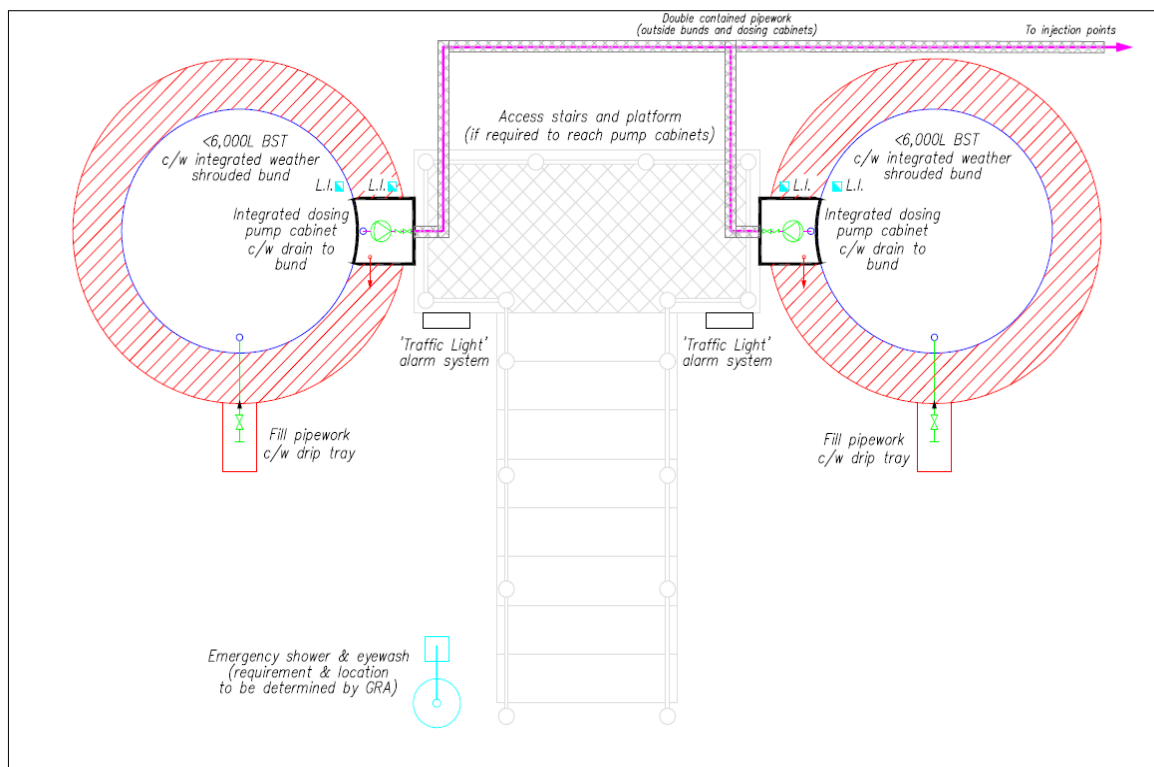 Double contained pipework
(outside bunds and dosing cabinets)
To injection points
Access stairs and platform
(if required to reach pump cabinets)
<6,000L BST
c/w integrated weather
shrouded bund
L.I.
L.I.
Integrated dosing
pump cabinet
c/w drain to
bund
<6,000L BST
c/w integrated weather
shrouded bund
L.I.
L.I.
Integrated dosing
pump cabinet
c/w drain to
bund
'Traffic Light'
alarm system
'Traffic Light'
alarm system
Fill pipework
c/w drip tray
Fill pipework
c/w drip tray
Emergency shower & eyewash
(requirement & location
to be determined by GRA)